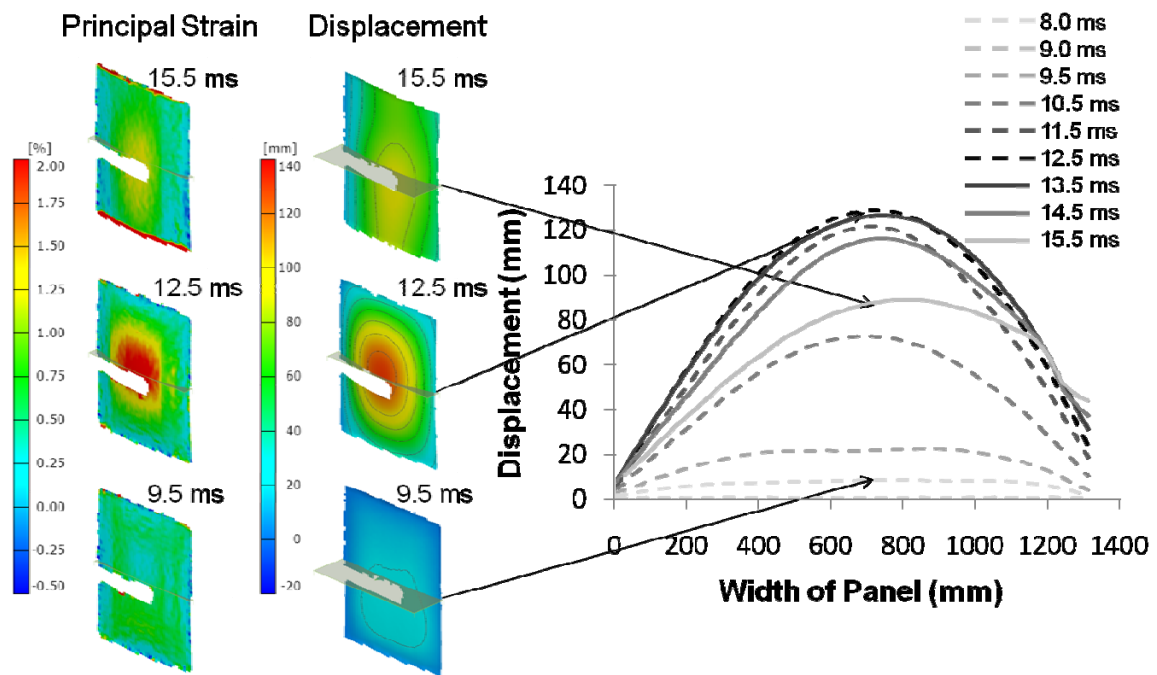 Principal Strain
Displacement
15.5 ms
15.5 ms
[%]
2.00
1.75
1.50
1.25
1.00
0.75
0.50
0.25
0.00
-0.25
-0.50
[mm]
140
120
100
80
60
40
20
0
-20
12.5 ms
12.5 ms
9.5 ms
9.5 ms
8.0 ms
9.0 ms
9.5 ms
10.5 ms
11.5 ms
12.5 ms
13.5 ms
14.5 ms
15.5 ms
Displacement (mm)
140
120
100
80
60
40
20
0
0 200 400 600 800 1000 1200 1400
Width of Panel (mm)